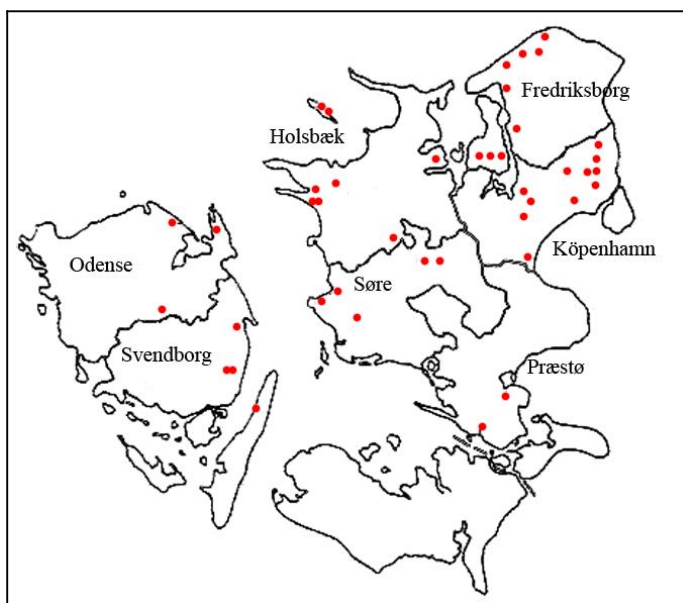 Fredriksborg
Holsbæk
Köpenhamn
Odense
Søre
Svendborg
Præstø